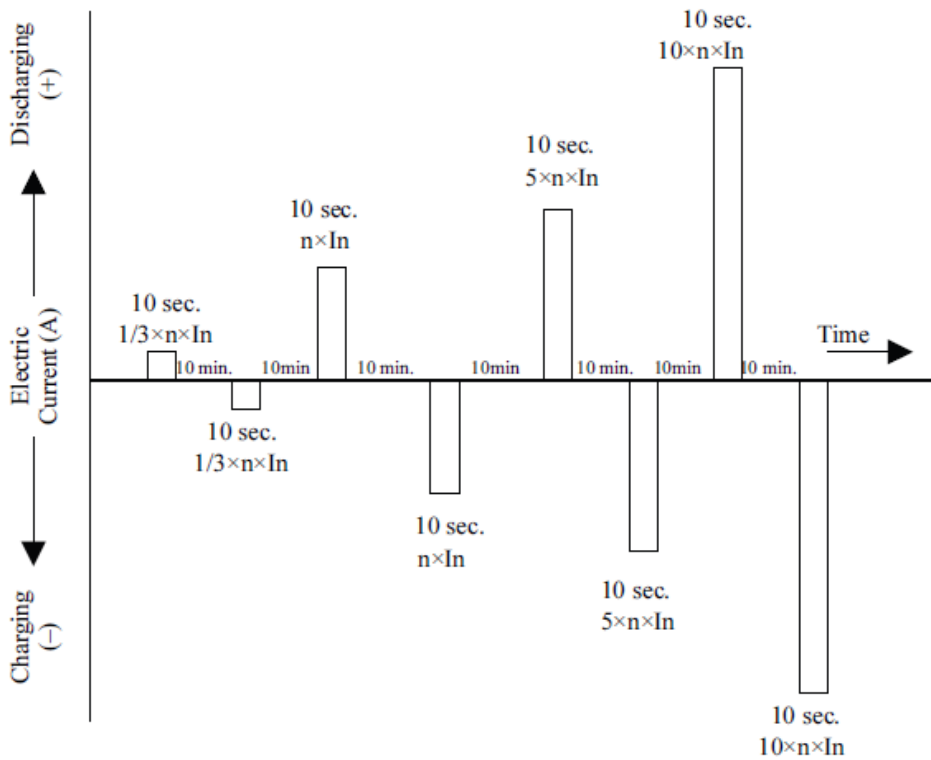 Discharging
(+)
Electric
Current (A)
Charging
(−)
10 sec.
1/3×n×In
10 min.
10 sec.
1/3×n×In
10min
10 sec.
n×In
10 min.
10 sec.
n×In
10min
10 sec.
5×n×In
10 min.
10 sec.
5×n×In
10min
10 sec.
10×n×In
10 min.
10 sec.
10×n×In
Time